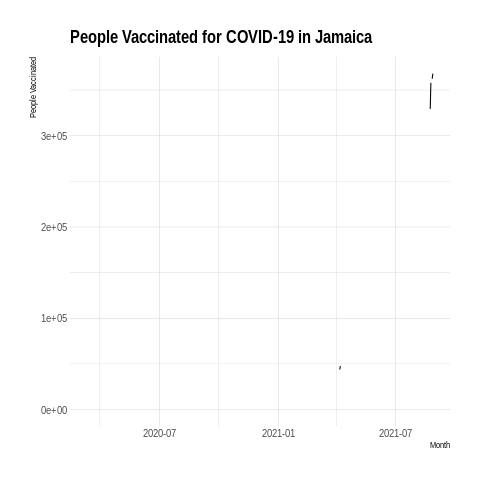 People Vaccinated for COVID-19 in Jamaica
People Vaccinated
3e+05
2e+05
1e+05
0e+00
2020-07
2021-01
2021-07
Month